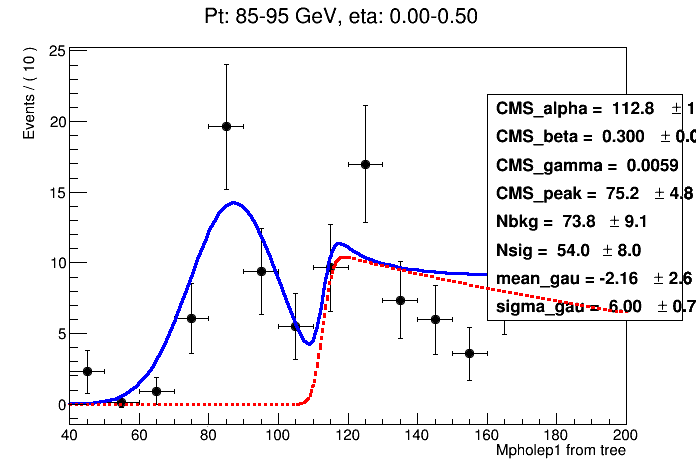 Pt: 85-95 GeV, eta: 0.00-0.50
Events / ( 10 )
25
20
15
10
5
0
CMS_alpha = 112.8 ± 1
CMS_beta = 0.300 ± 0.0
CMS_gamma = 0.0059
CMS_peak = 75.2 ± 4.8
Nbkg = 73.8 ± 9.1
Nsig = 54.0 ± 8.0
mean_gau = -2.16 ± 2.6
sigma_gau = 6.00 ± 0.7
40 60 80 100 120 140 160 180 200
Mpholep1 from tree